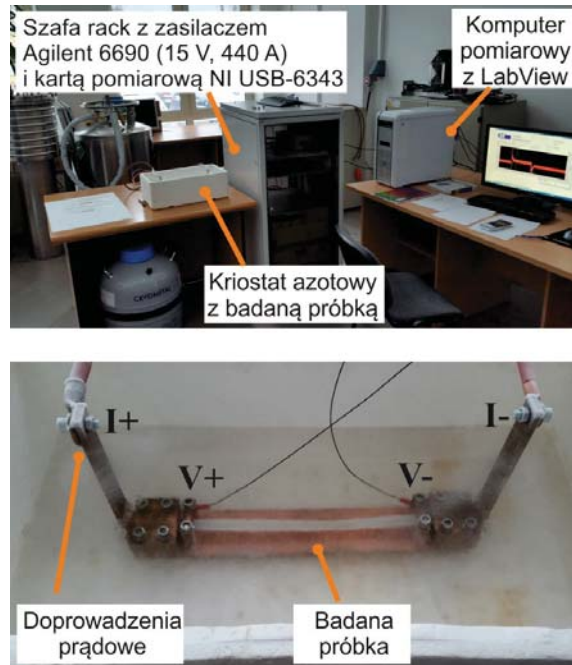 Szafa rack z zasilaczem
Agilent 6690 (15 V, 440 A)
i kartą pomiarową NI USB-6343
Komputer
pomiarowy
z LabView
Kriostat azotowy
z badaną próbką
I+
I-
V+
V-
Doprowadzenia
prądowe
Badana
próbka